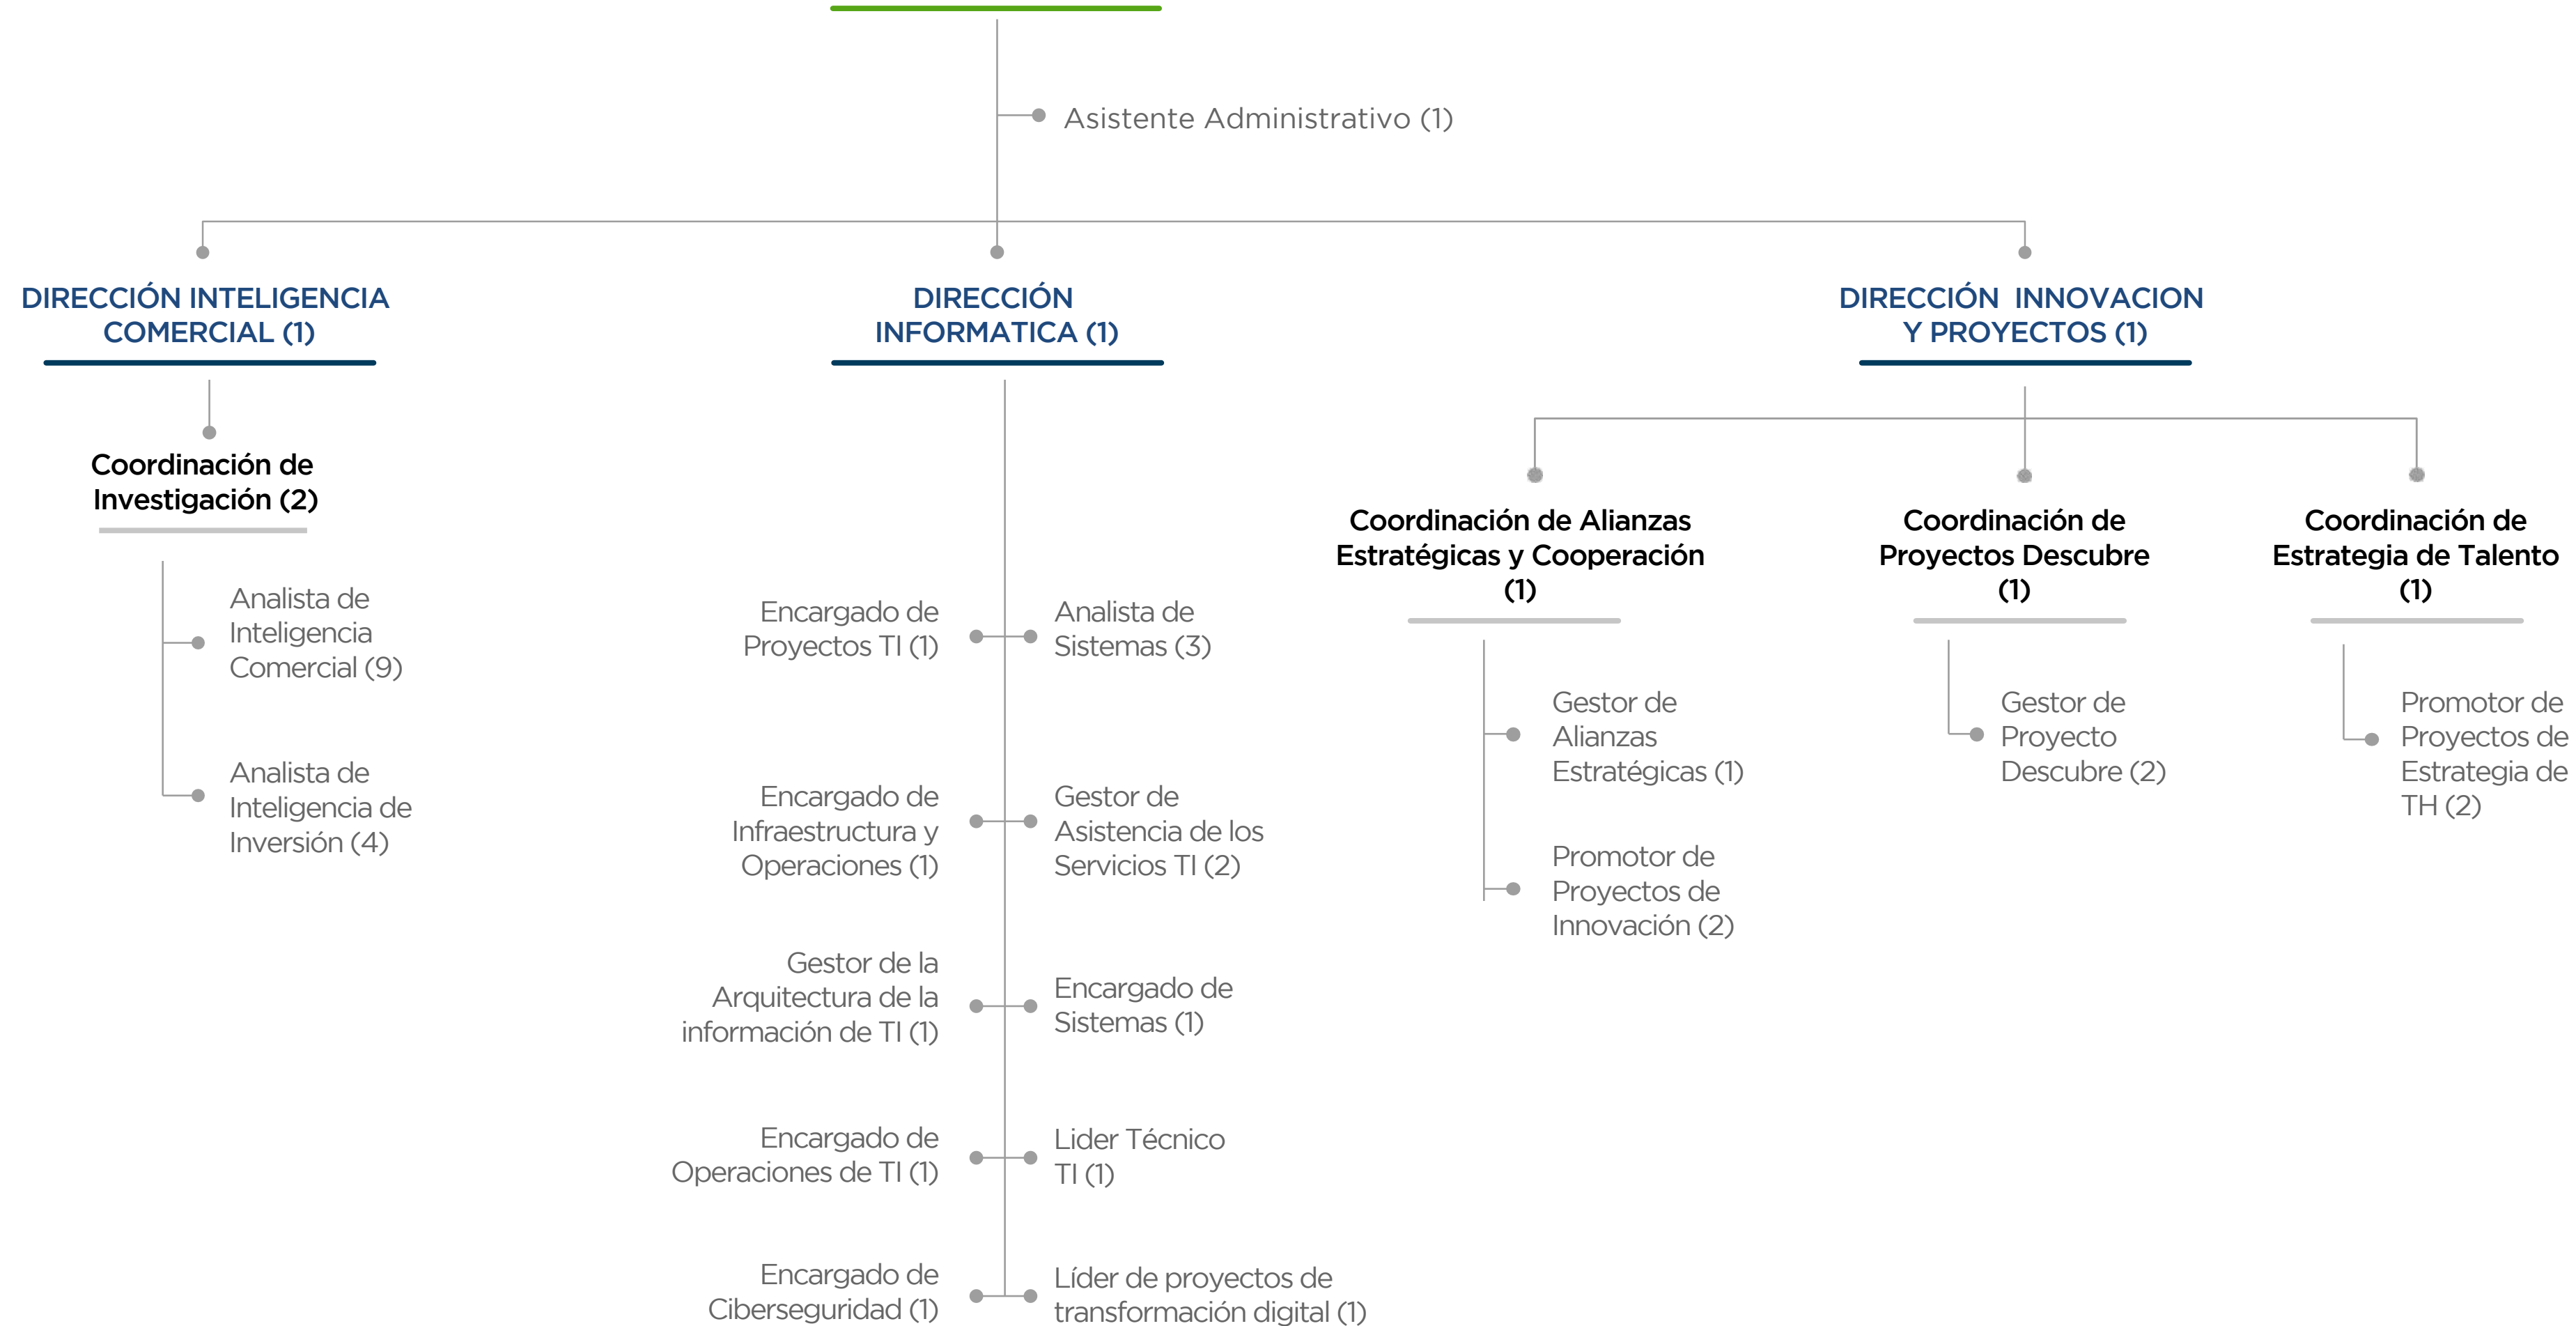 Asistente Administrativo (1)
DIRECCIÓN INTELIGENCIA
COMERCIAL (1)
Coordinación de
Investigación (2)
Analista de
Inteligencia
Comercial (9)
Analista de
Inteligencia de
Inversión (4)
DIRECCIÓN
INFORMATICA (1)
Encargado de
Proyectos TI (1)
Analista de
Sistemas (3)
Encargado de
Infraestructura y
Operaciones (1)
Gestor de
Asistencia de los
Servicios TI (2)
Gestor de la
Arquitectura de la
información de TI (1)
Encargado de
Sistemas (1)
Encargado de
Operaciones de TI (1)
Lider Técnico
TI (1)
Encargado de
Ciberseguridad (1)
Líder de proyectos de
transformación digital (1)
DIRECCIÓN  INNOVACION
Y PROYECTOS (1)
Coordinación de Alianzas
Estratégicas y Cooperación
(1)
Gestor de
Alianzas
Estratégicas (1)
Promotor de
Proyectos de
Innovación (2)
Coordinación de
Proyectos Descubre
(1)
Gestor de
Proyecto
Descubre (2)
Coordinación de
Estrategia de Talento
(1)
Promotor de
Proyectos de
Estrategia de
TH (2)